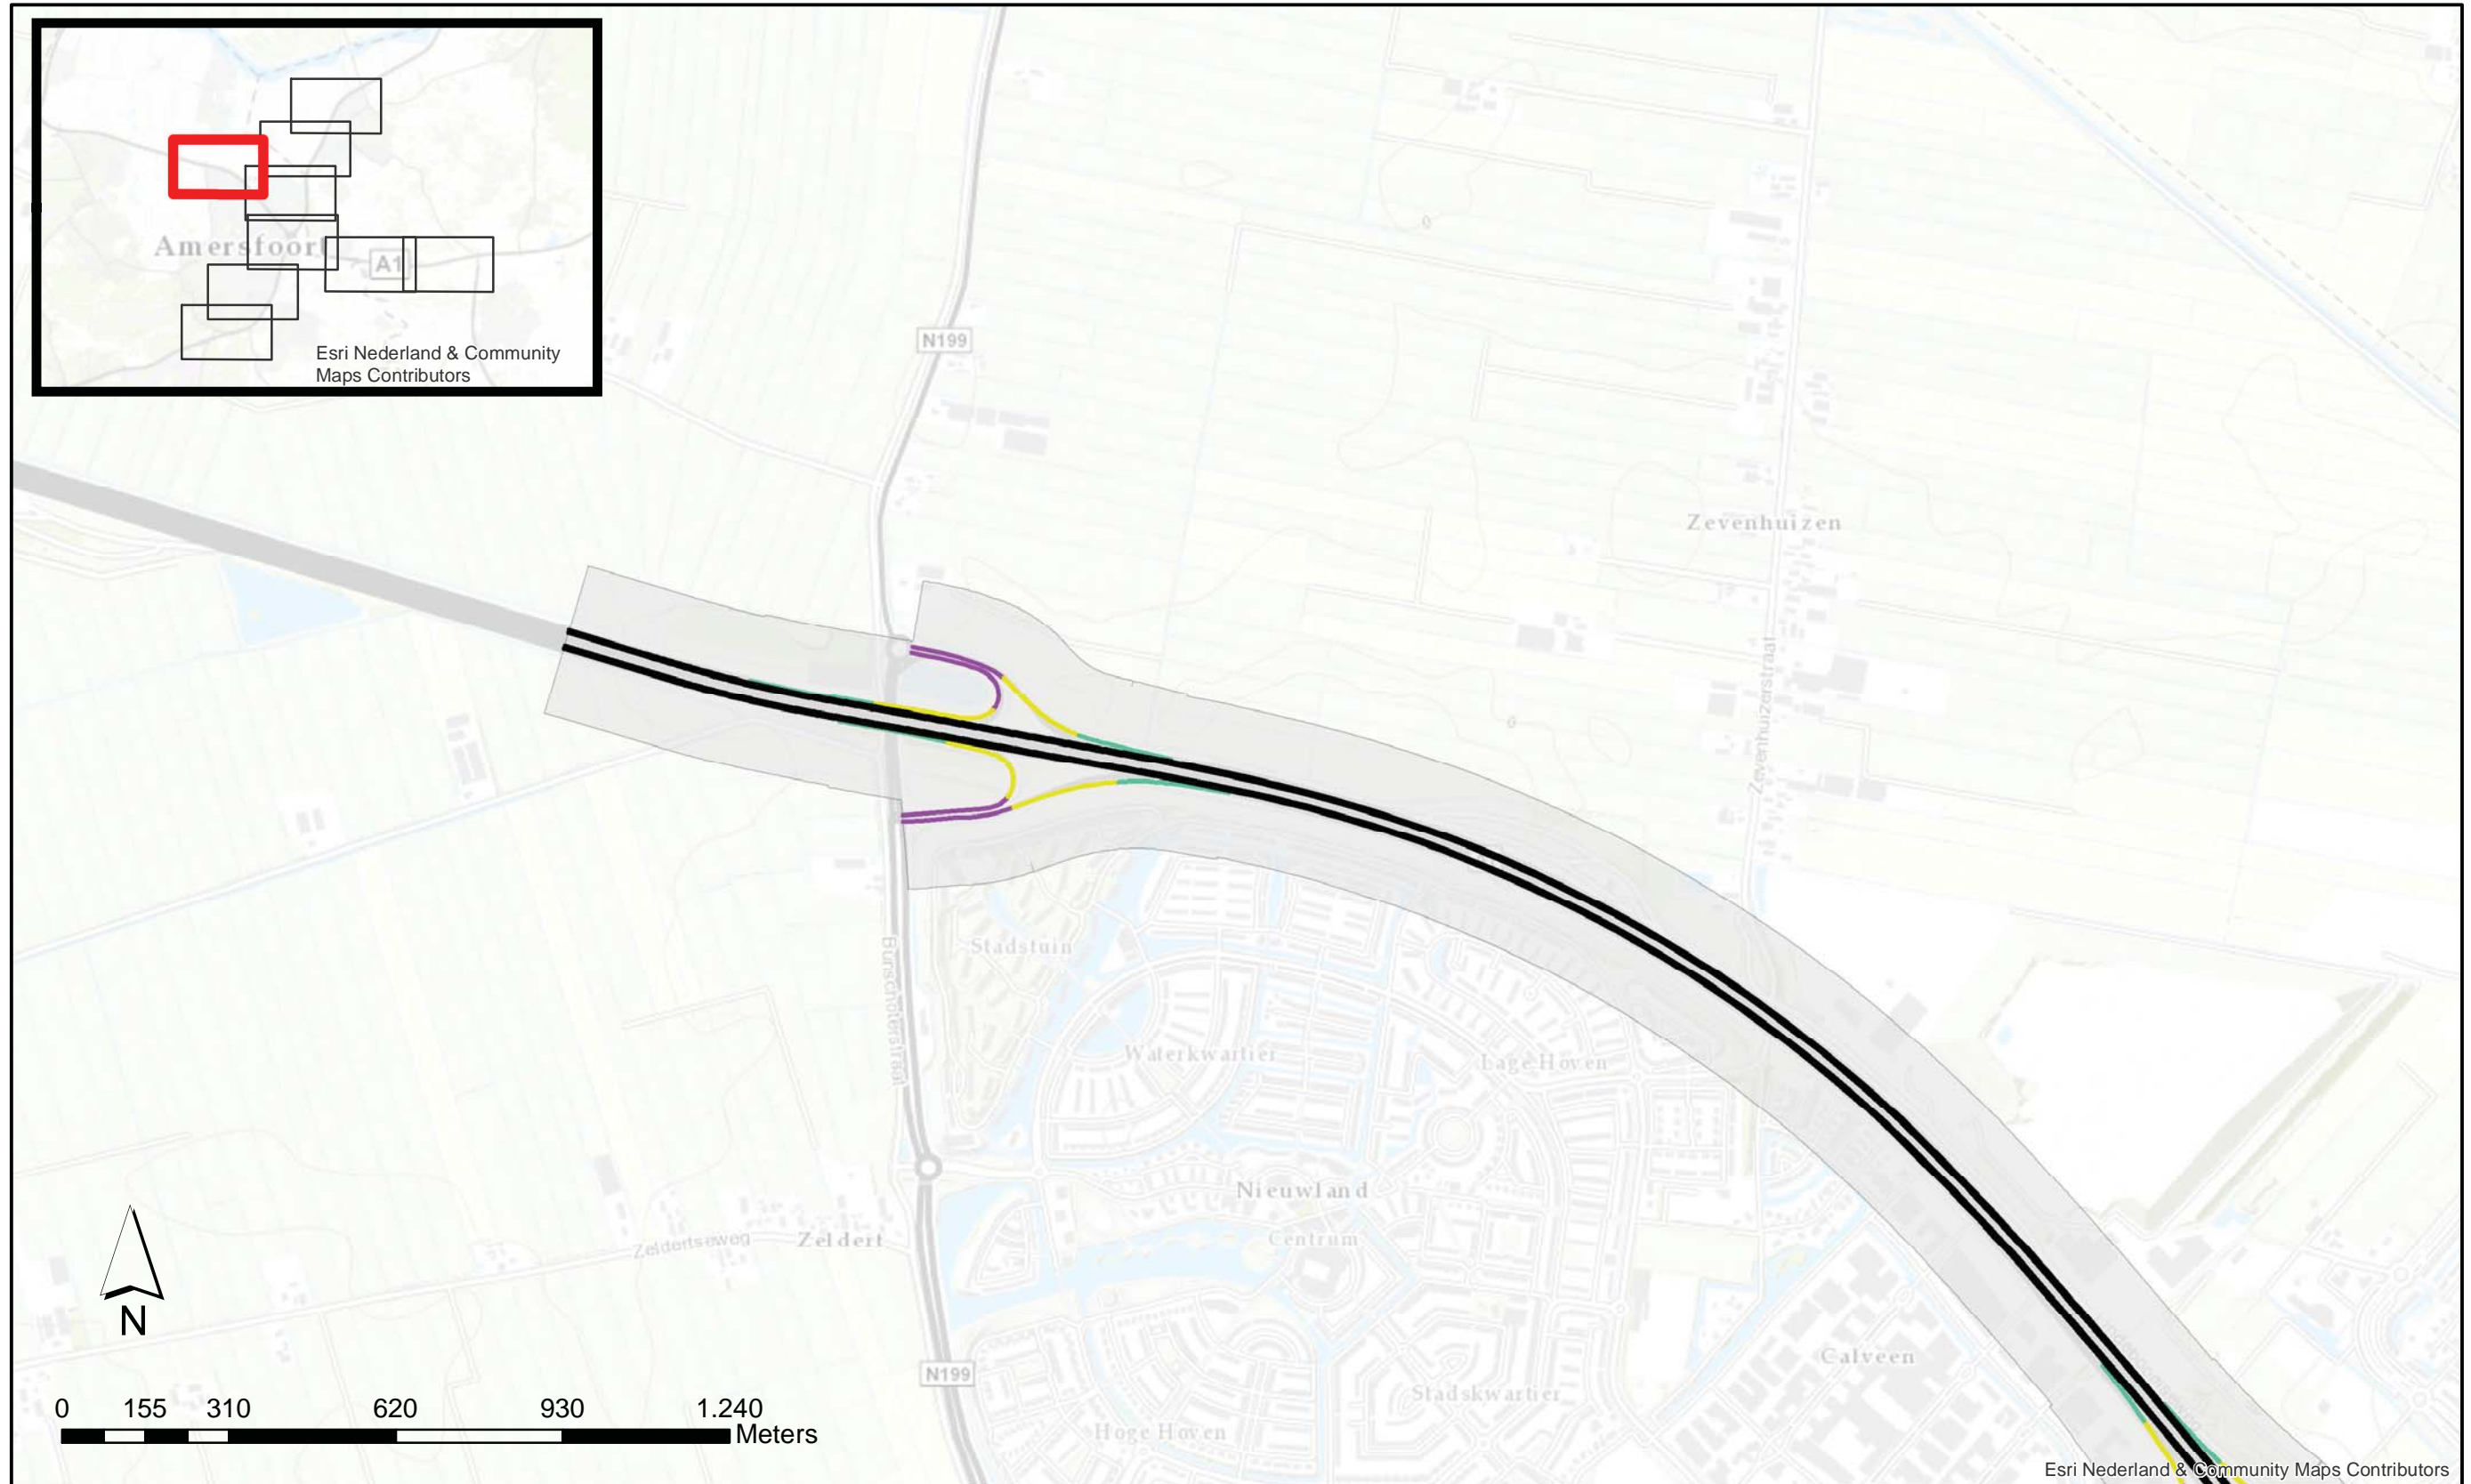 Amersfoort
A1
Esri Nederland & Community
Maps Contributors
N199
Zevenhuizen
Zevenhuizerstraat
Stadstuin
Bunschoterstraat
Waterkwartier
Lage Hoven
Nieuwland
Centrum
Zeldertseweg
Zeldert
Calveen
N199
Stadskwartier
Hoge Hoven
N
0 155 310 620 930 1.240
Meters
Esri Nederland & Community Maps Contributors